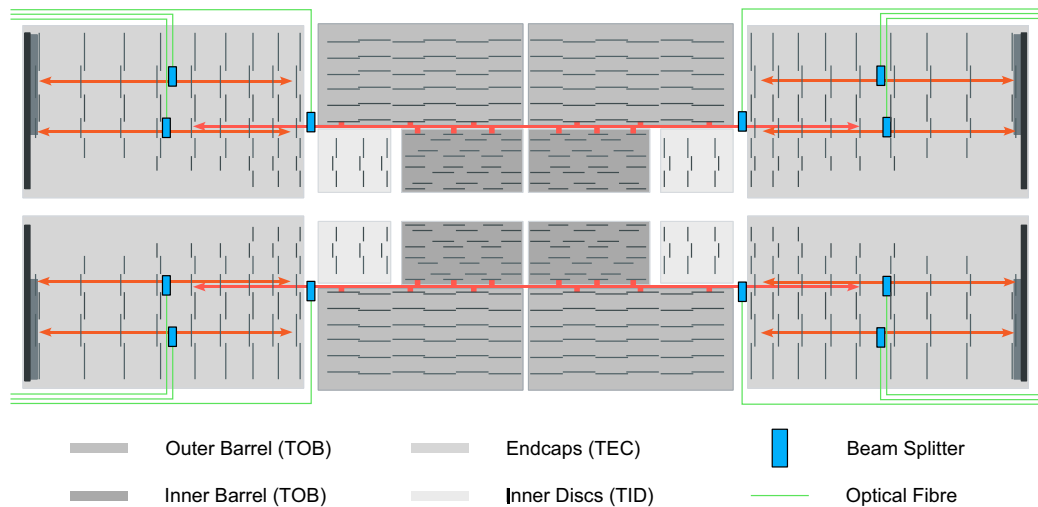 Outer Barrel (TOB)
Endcaps (TEC)
Beam Splitter
Inner Barrel (TOB)
Inner Discs (TID)
Optical Fibre